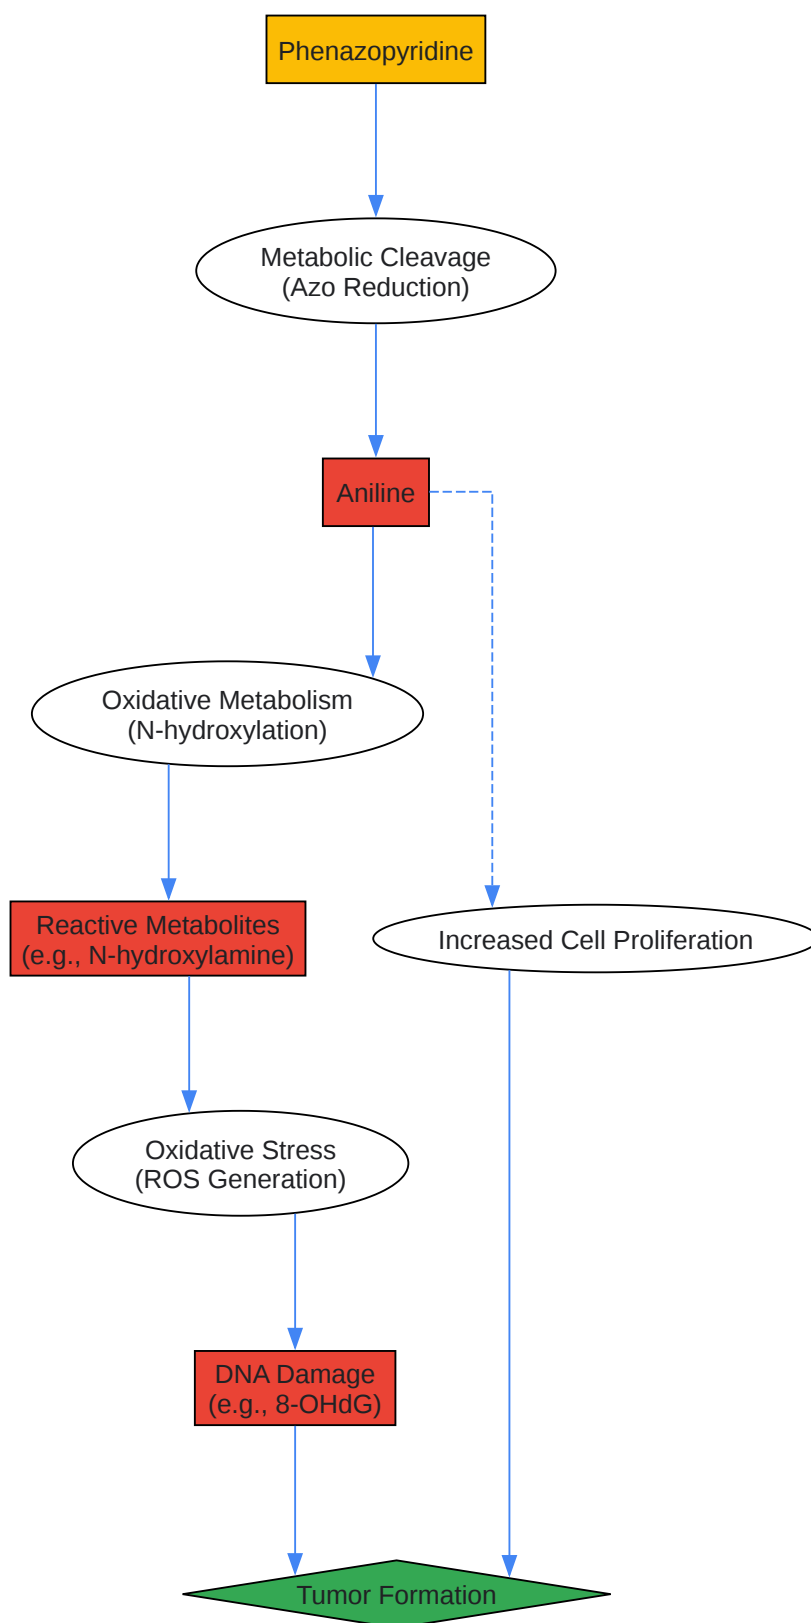 Phenazopyridine
Metabolic Cleavage
(Azo Reduction)
Aniline
Oxidative Metabolism
(N-hydroxylation)
Reactive Metabolites
(e.g., N-hydroxylamine)
Increased Cell Proliferation
Oxidative Stress
(ROS Generation)
DNA Damage
(e.g., 8-OHdG)
Tumor Formation